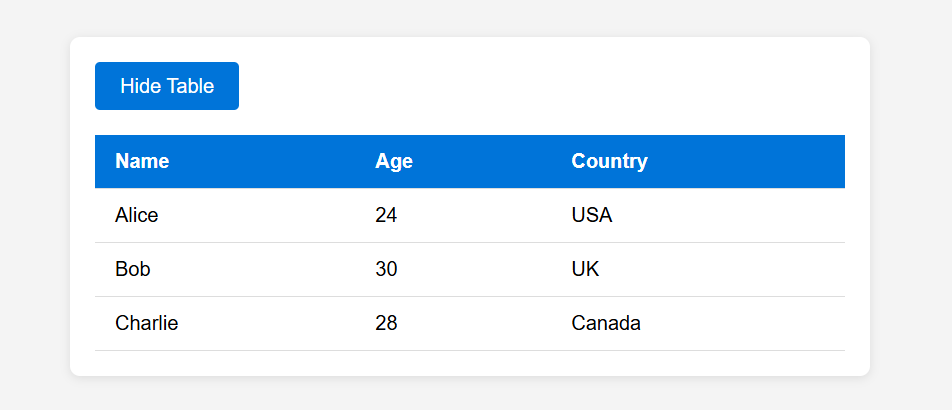 Hide Table
Name Age Country
Alice 24 USA
Bob 30 UK
Charlie 28 Canada